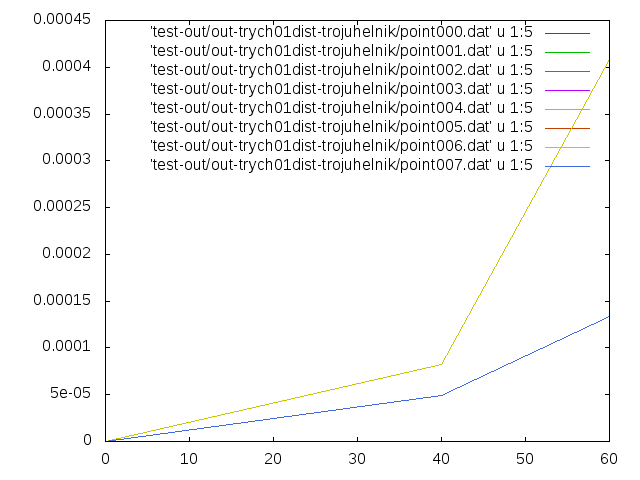 0.00045
0.0004
0.00035
0.0003
0.00025
0.0002
0.00015
0.0001
5e-05
0
0 10 20 30 40 50 60
'test-out/out-trych01dist-trojuhelnik/point000.dat' u 1:5
'test-out/out-trych01dist-trojuhelnik/point001.dat' u 1:5
'test-out/out-trych01dist-trojuhelnik/point002.dat' u 1:5
'test-out/out-trych01dist-trojuhelnik/point003.dat' u 1:5
'test-out/out-trych01dist-trojuhelnik/point004.dat' u 1:5
'test-out/out-trych01dist-trojuhelnik/point005.dat' u 1:5
'test-out/out-trych01dist-trojuhelnik/point006.dat' u 1:5
'test-out/out-trych01dist-trojuhelnik/point007.dat' u 1:5